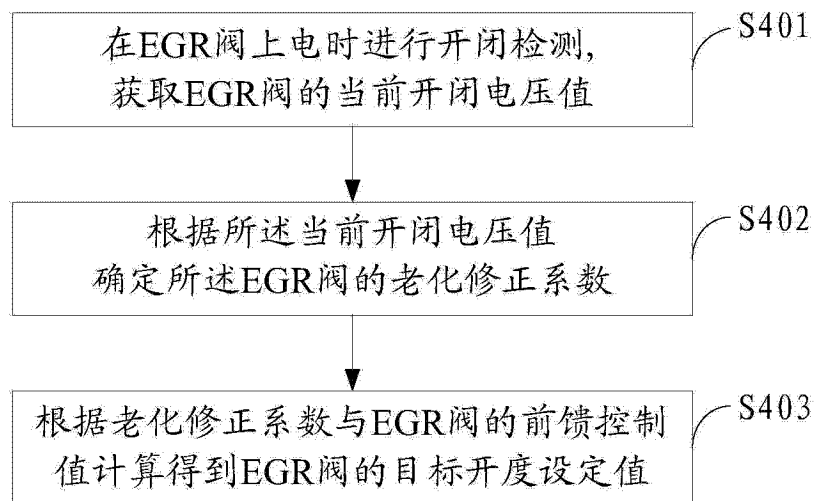 在EGR阀上电时进行开闭检测,
获取EGR阀的当前开闭电压值
S401
根据所述当前开闭电压值
确定所述EGR阀的老化修正系数
S402
根据老化修正系数与EGR阀的前馈控制
值计算得到EGR阀的目标开度设定值
S403